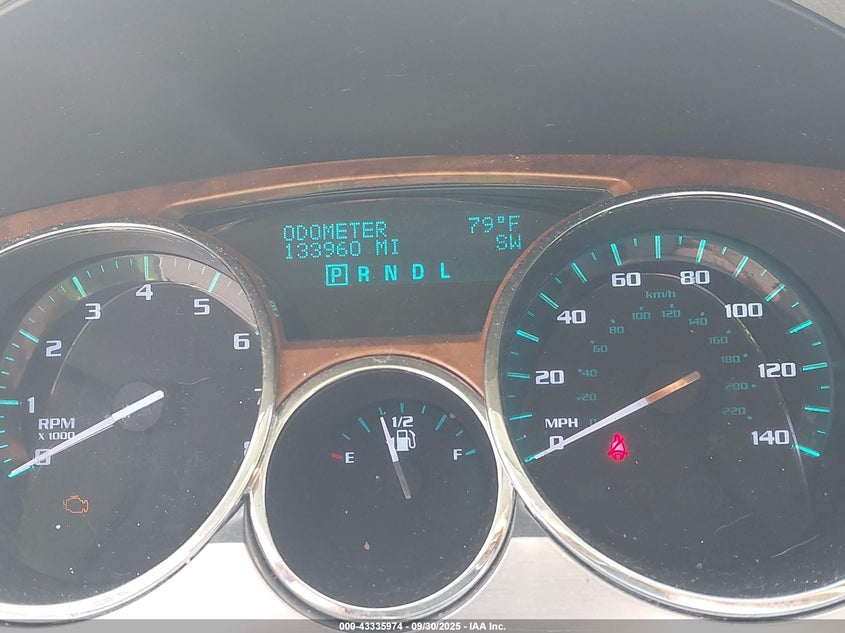 ODOMETER 79°F
133960 MI SW
P R N D L
0 1 2 3 4 5 6
RPM
X 1000
E 1/2 F
0 20 40 60 80 100 120 140
MPH
km/h
0 20 40 60 80 100 120 140 160 180 200 220
000-43335974 - 09/30/2025 - IAA Inc.